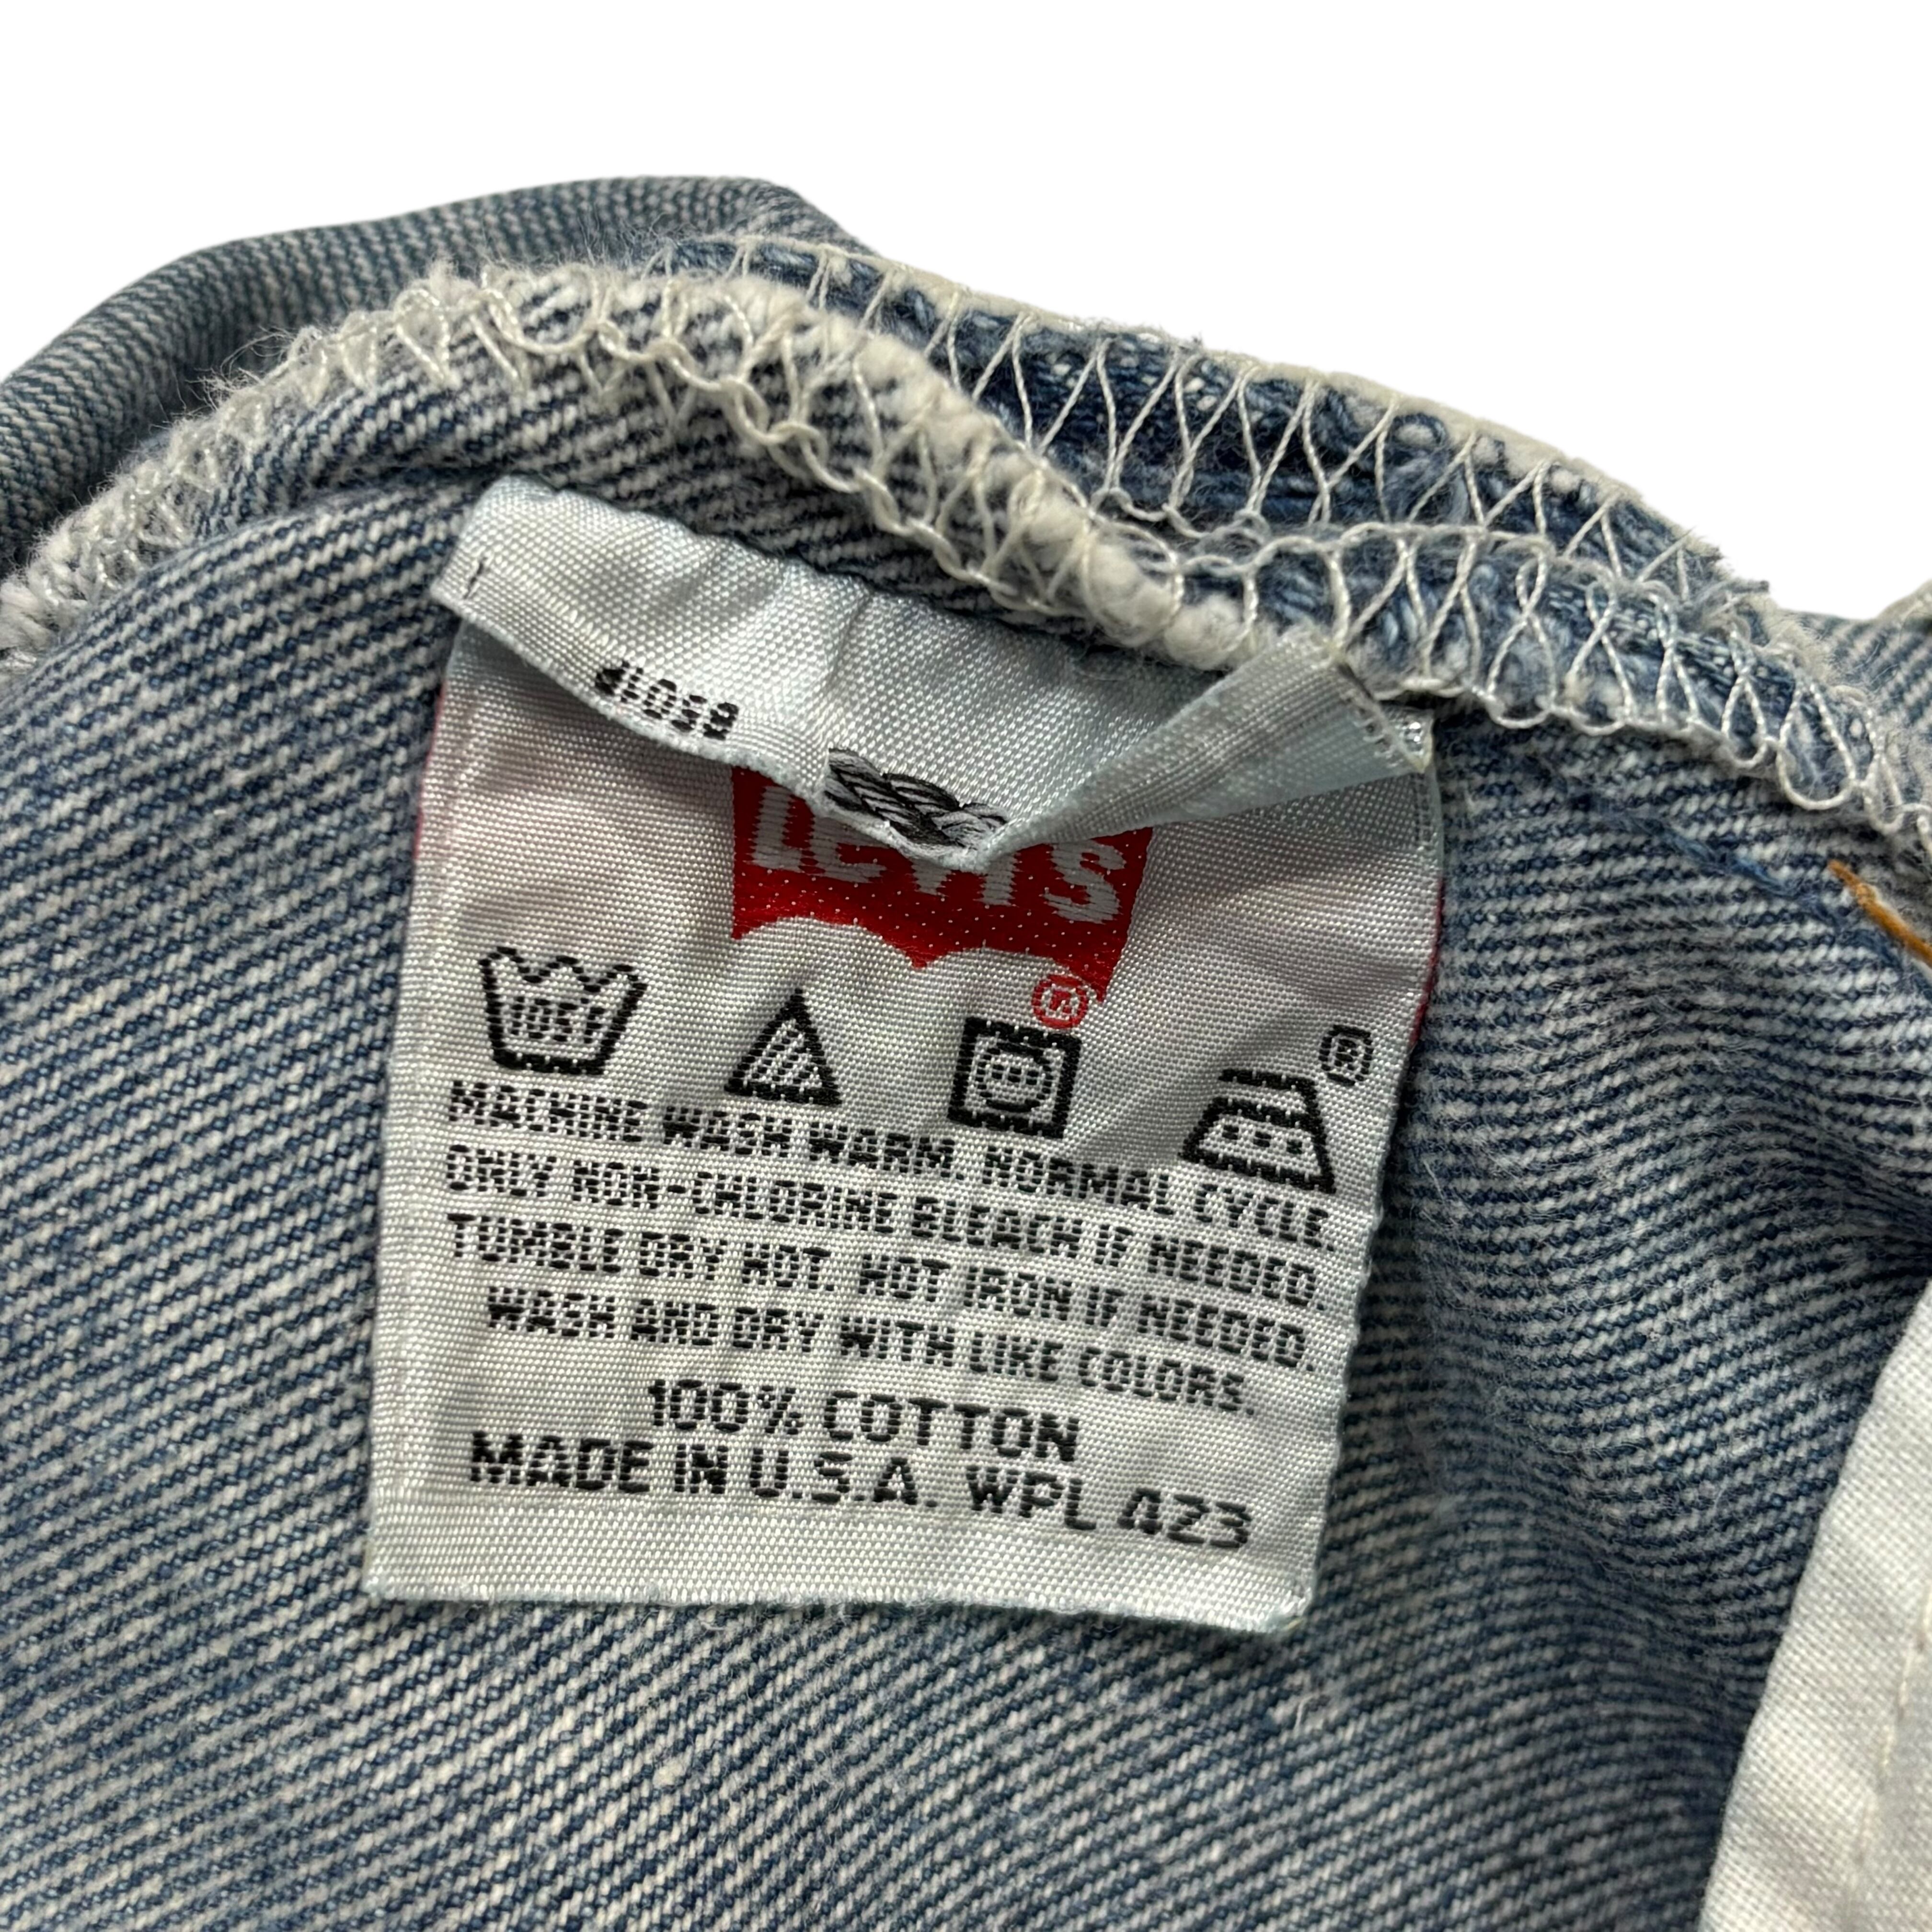 Levi's
®
105F
®
MACHINE WASH WARM. NORMAL CYCLE.
ONLY NON-CHLORINE BLEACH IF NEEDED.
TUMBLE DRY HOT. HOT IRON IF NEEDED.
WASH AND DRY WITH LIKE COLORS.
100% COTTON
MADE IN U.S.A. WPL 423